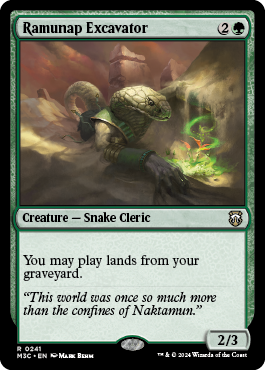 Ramunap Excavator 2
Creature — Snake Cleric
You may play lands from your
graveyard.
“This world was once so much more
than the confines of Naktamun.”
2/3
R 0241
M3C • EN Mark Behm
™ & © 2024 Wizards of the Coast